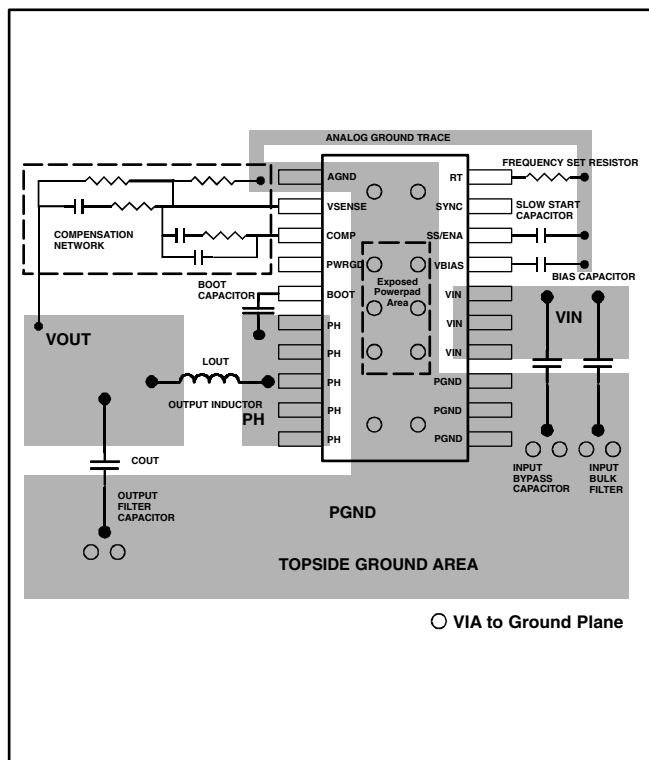 ANALOG GROUND TRACE
FREQUENCY SET RESISTOR
AGND
RT
VSENSE
SYNC
SLOW START
CAPACITOR
COMPENSATION
NETWORK
COMP
SS/ENA
PWRGD
VBIAS
BIAS CAPACITOR
BOOT
CAPACITOR
BOOT
Exposed
Powerpad
Area
VIN
VOUT
PH
VIN
VIN
LOUT
PH
VIN
OUTPUT INDUCTOR
PH
PH
PGND
PH
PGND
PH
PGND
COUT
OUTPUT
FILTER
CAPACITOR
INPUT
BYPASS
CAPACITOR
INPUT
BULK
FILTER
PGND
TOPSIDE GROUND AREA
VIA to Ground Plane